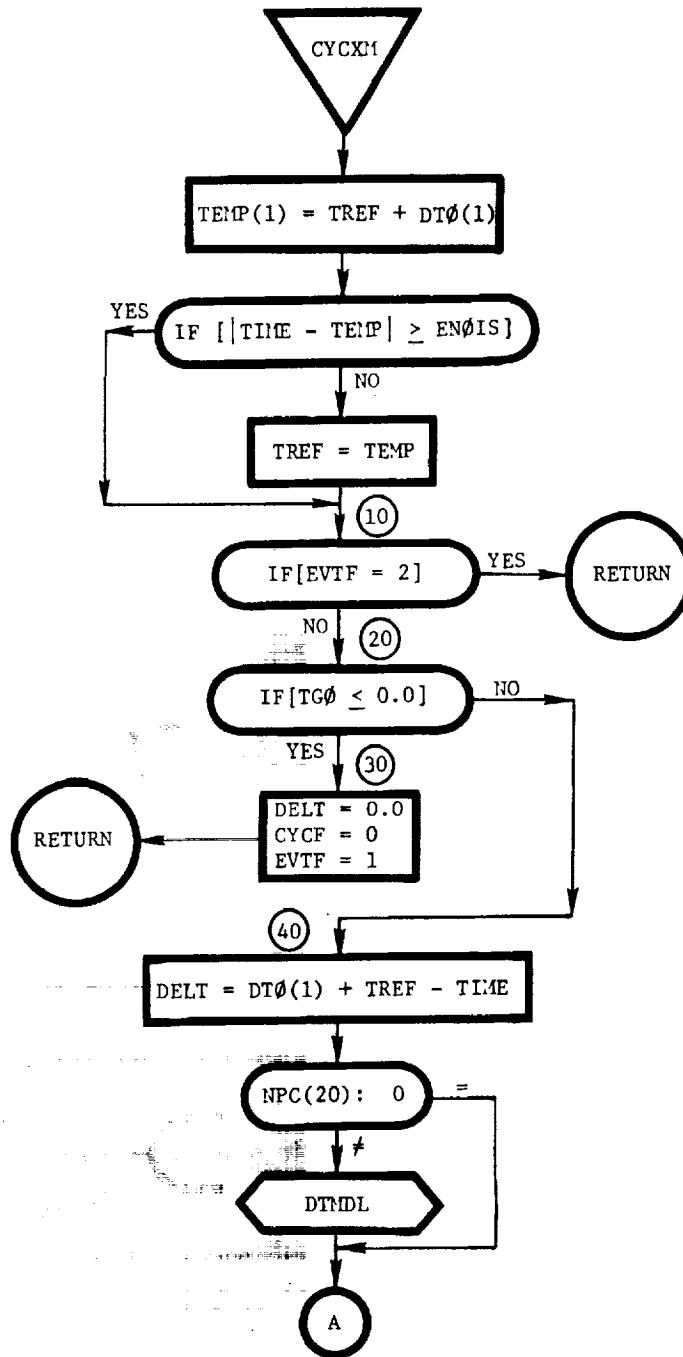 CYCXM
TEMP(1) = TREF + DTØ(1)
YES
IF [|TIME - TEMP| ≥ ENØIS]
NO
TREF = TEMP
10
IF[EVTF = 2]
YES
RETURN
NO
20
IF[TGØ ≤ 0.0]
NO
YES
30
DELT = 0.0
CYCF = 0
EVTF = 1
RETURN
40
DELT = DTØ(1) + TREF - TIME
NPC(20): 0
=
≠
DTMDL
A